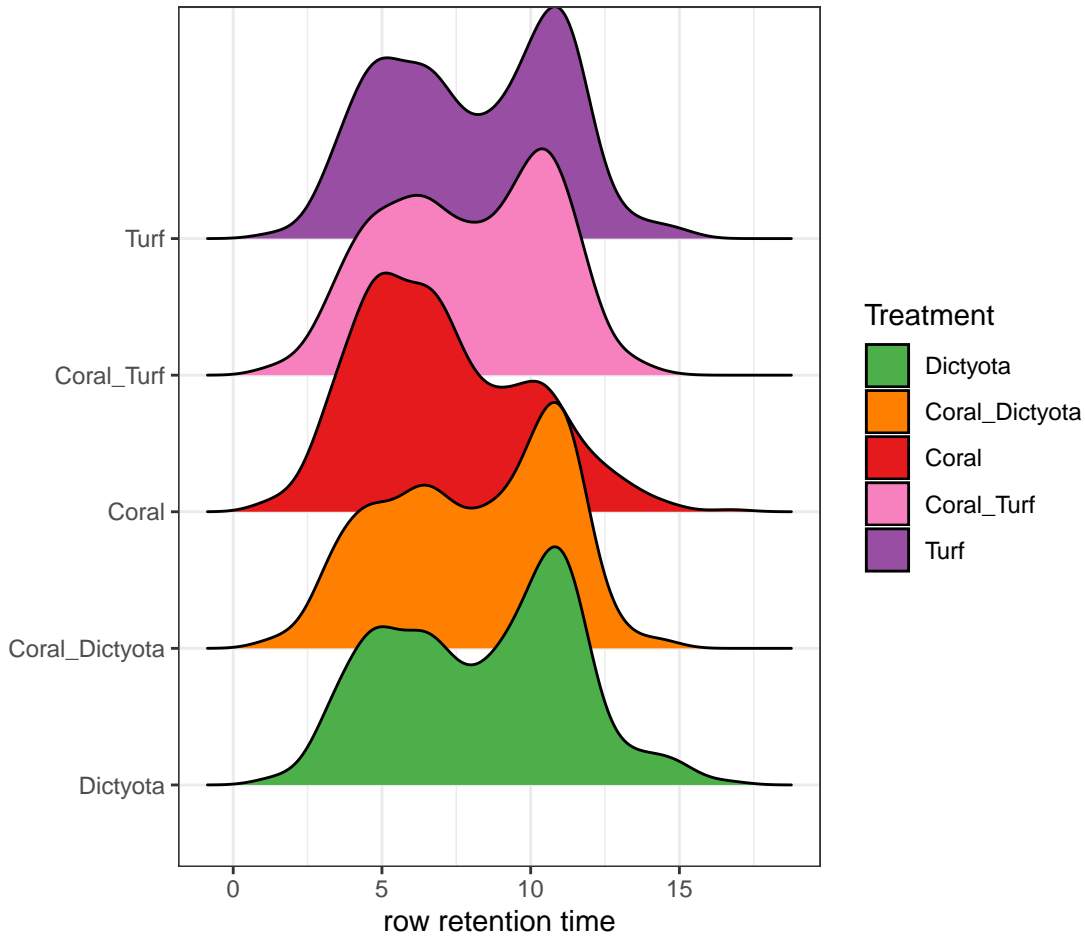 Turf
Coral_Turf
Coral
Coral_Dictyota
Dictyota
0 5 10 15
row retention time
Treatment
Dictyota
Coral_Dictyota
Coral
Coral_Turf
Turf